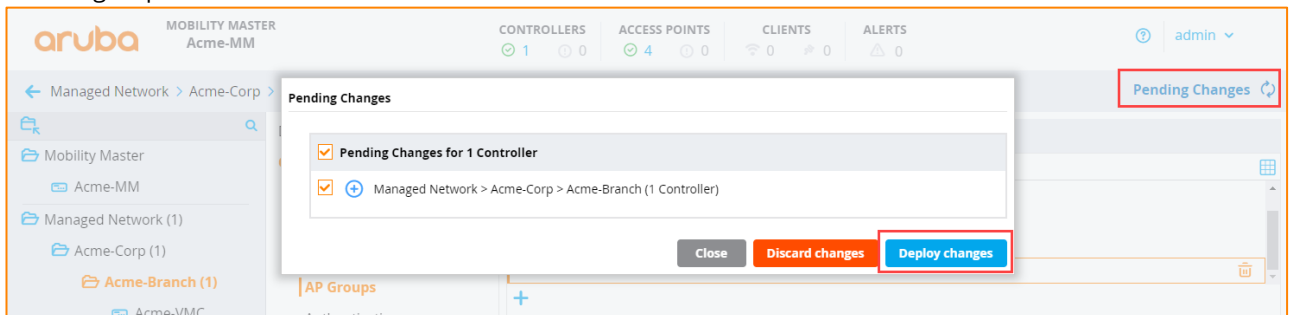 aruba
MOBILITY MASTER
Acme-MM
CONTROLLERS
1 0
ACCESS POINTS
4 0
CLIENTS
0 0
ALERTS
0
admin
Managed Network > Acme-Corp >
Pending Changes
Pending Changes
Pending Changes for 1 Controller
Managed Network > Acme-Corp > Acme-Branch (1 Controller)
Close
Discard changes
Deploy changes
Mobility Master
Acme-MM
Managed Network (1)
Acme-Corp (1)
Acme-Branch (1)
Acme-VMC
AP Groups